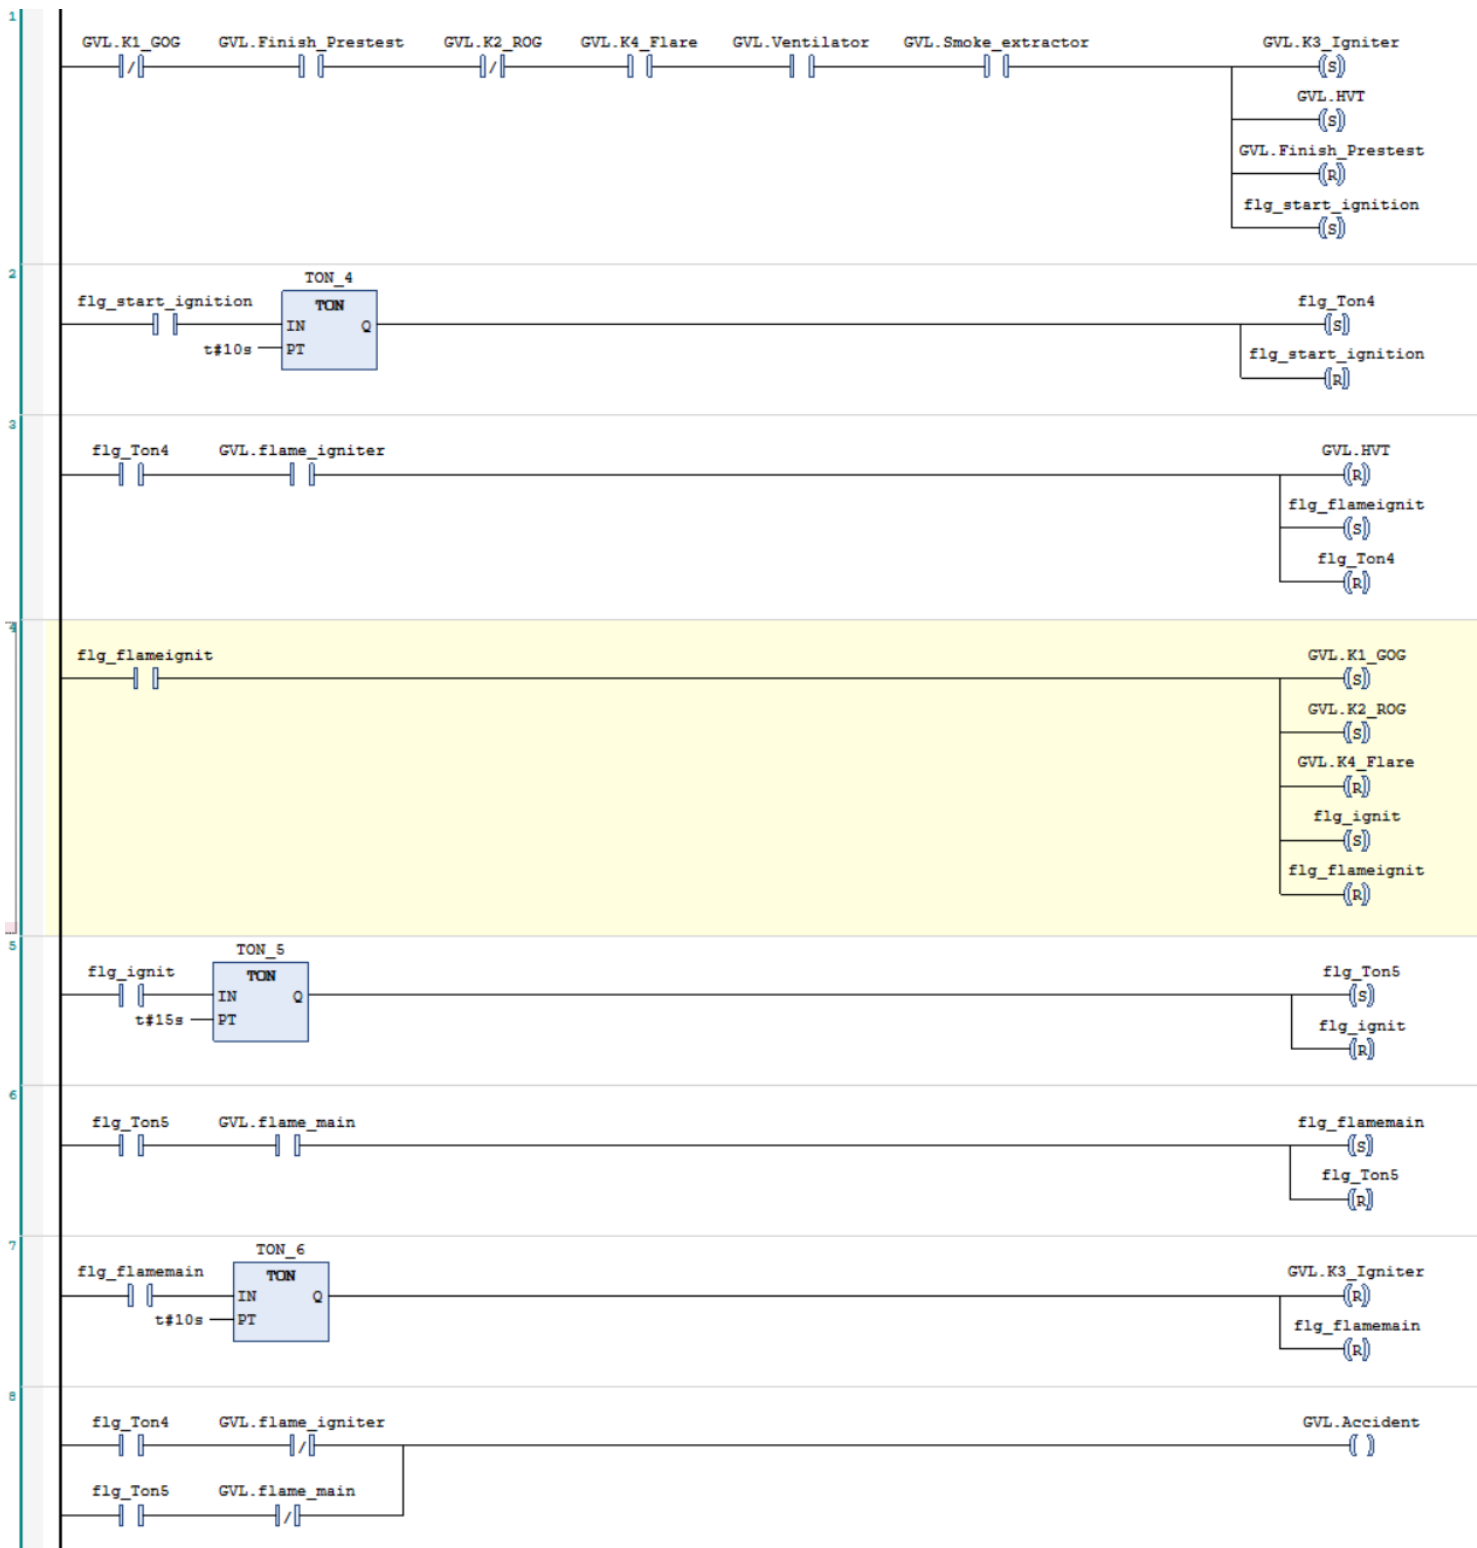 1
GVL.K1_GOG GVL.Finish_Prestest GVL.K2_ROG GVL.K4_Flare GVL.Ventilator GVL.Smoke_extractor GVL.K3_Igniter
/ / S
GVL.HVT
S
GVL.Finish_Prestest
R
flg_start_ignition
S
2
TON_4
flg_start_ignition TON flg_Ton4
IN Q S
t#10s PT flg_start_ignition
R
3
flg_Ton4 GVL.flame_igniter GVL.HVT
R
flg_flameignit
S
flg_Ton4
R
4
flg_flameignit GVL.K1_GOG
S
GVL.K2_ROG
S
GVL.K4_Flare
R
flg_ignit
S
flg_flameignit
R
5
TON_5
flg_ignit TON flg_Ton5
IN Q S
t#15s PT flg_ignit
R
6
flg_Ton5 GVL.flame_main flg_flamemain
S
flg_Ton5
R
7
TON_6
flg_flamemain TON GVL.K3_Igniter
IN Q R
t#10s PT flg_flamemain
R
8
flg_Ton4 GVL.flame_igniter GVL.Accident
/
flg_Ton5 GVL.flame_main
/